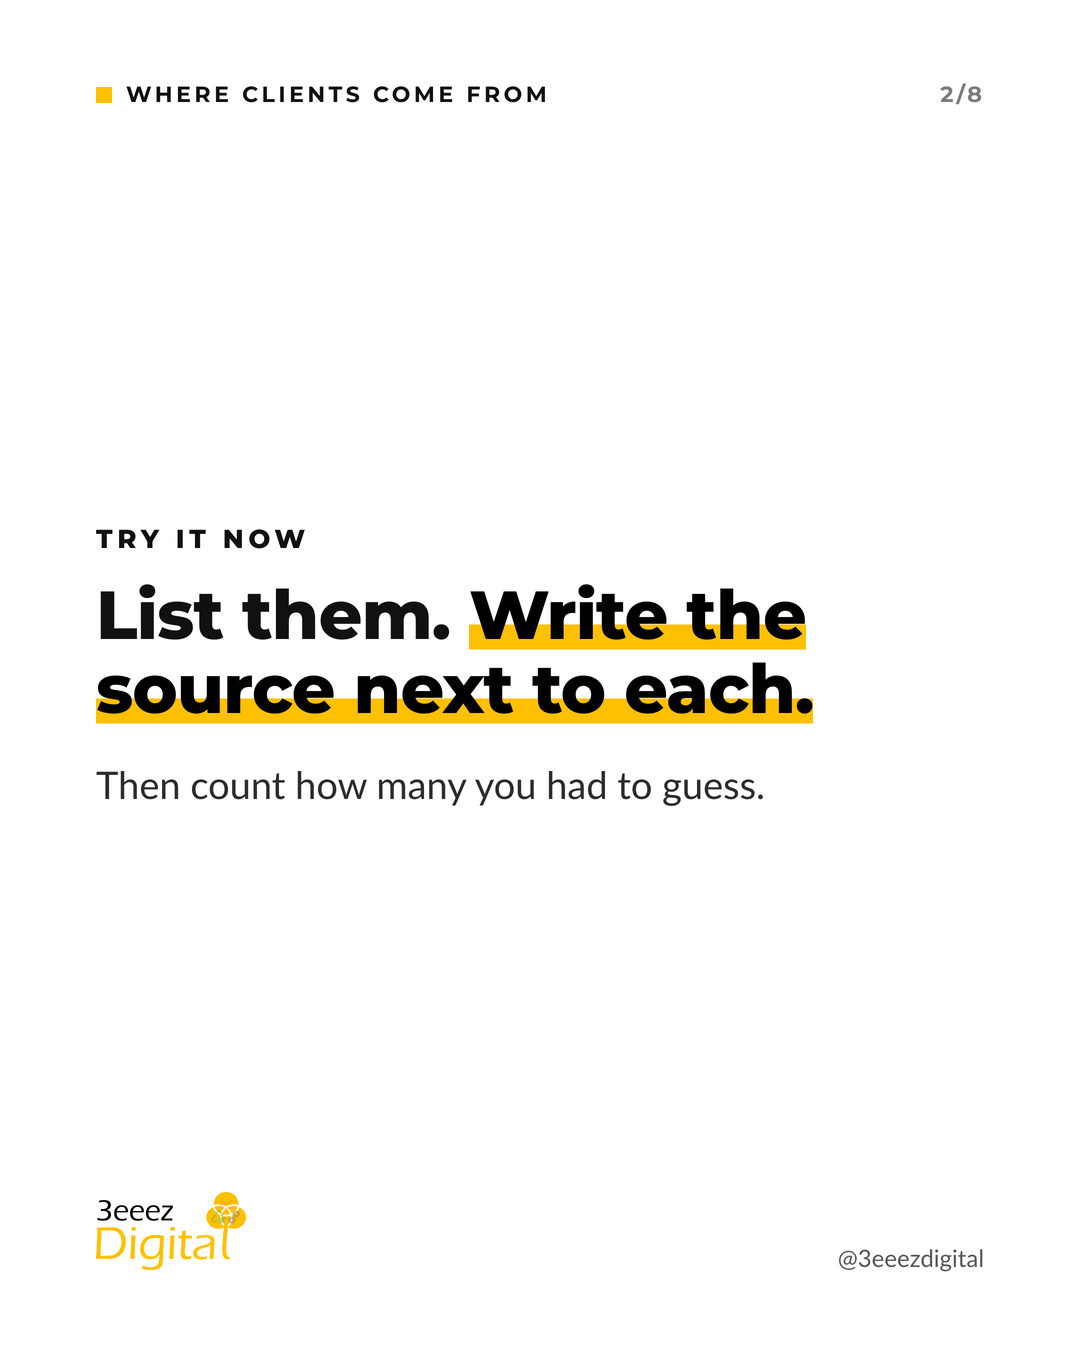 WHERE CLIENTS COME FROM
2/8
TRY IT NOW
List them. Write the
source next to each.
Then count how many you had to guess.
3eeez
Digital
@3eeezdigital